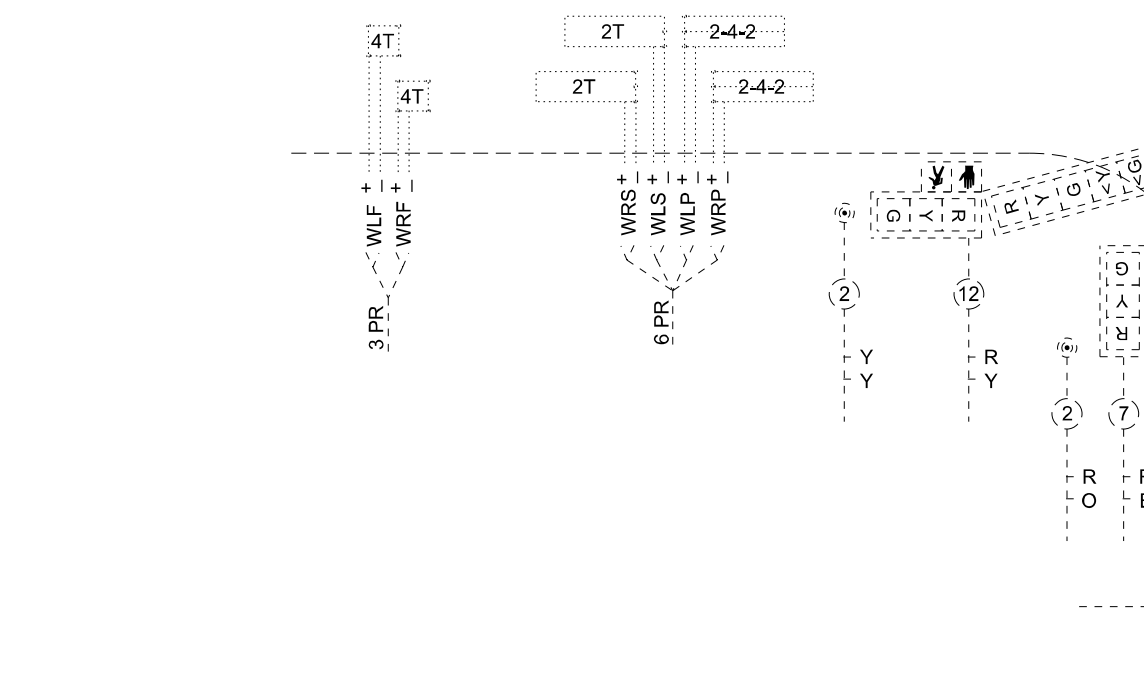 2T 2-4-2
4T
2T 2-4-2
4T
+ – + –
+ – + – + – + –
WLF WRF
WRS WLS WLP WRP
G Y R
R Y G Y G
G
Y
R
2 12
3 PR
6 PR
Y R
Y Y
2 7
R
O